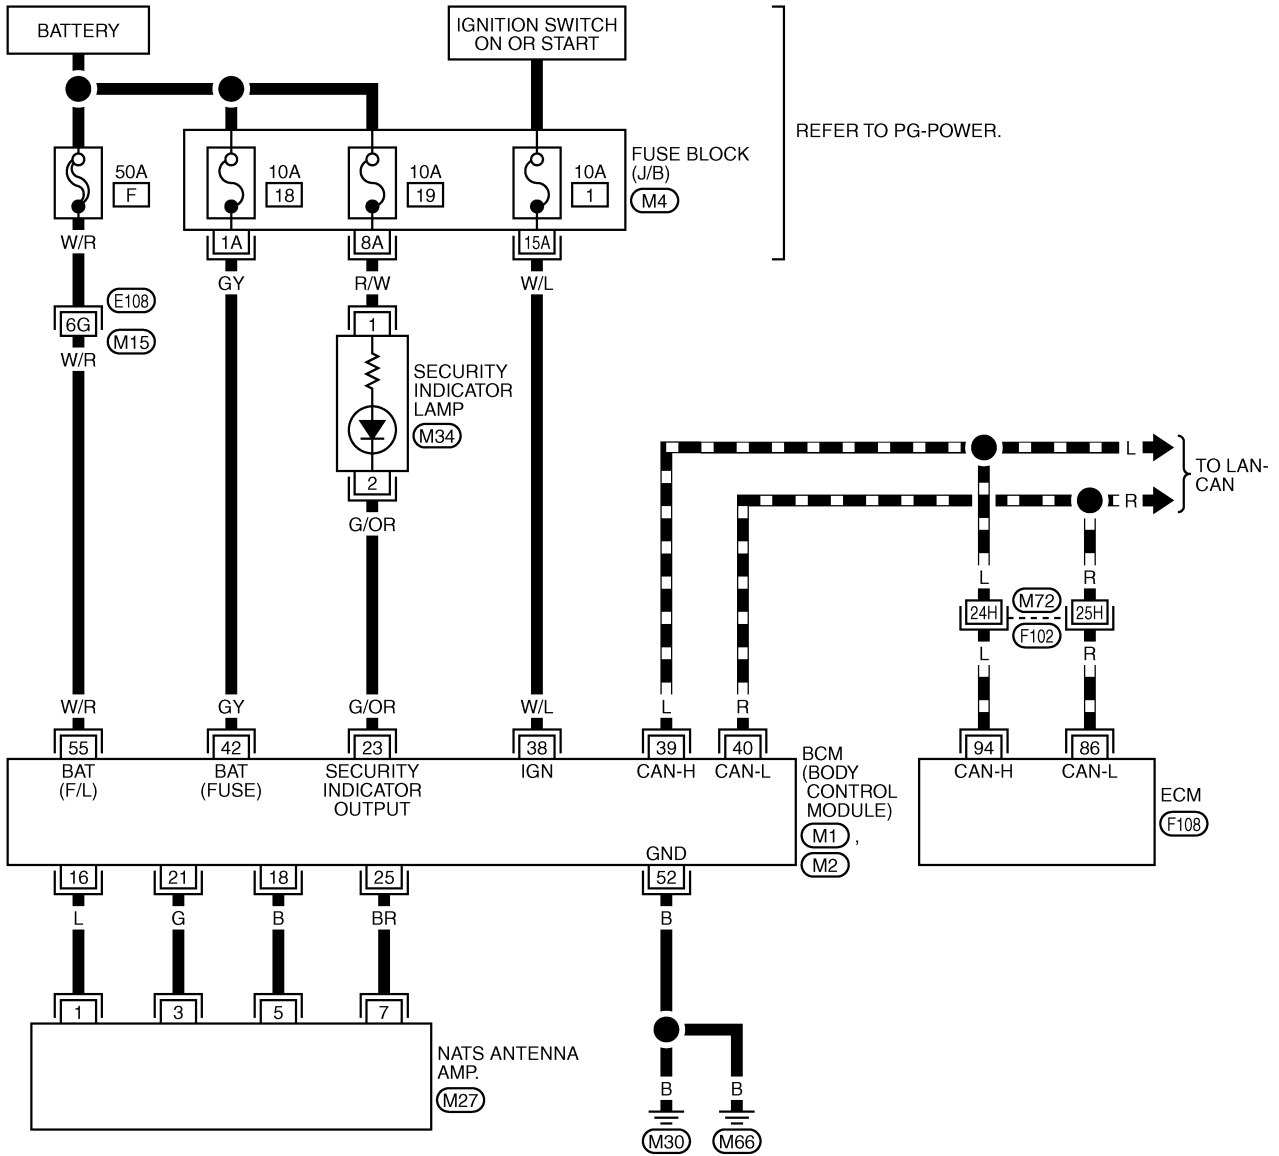 BATTERY
IGNITION SWITCH
ON OR START
REFER TO PG-POWER.
50A
F
10A
18
10A
19
10A
1
FUSE BLOCK
(J/B)
M4
1A
8A
15A
W/R
GY
R/W
W/L
E108
6G
M15
W/R
1
SECURITY
INDICATOR
LAMP
M34
2
G/OR
L
R
TO LAN-
CAN
L
R
24H
M72
25H
F102
L
R
W/R
GY
G/OR
W/L
L
R
55
42
23
38
39
40
94
86
BAT
(F/L)
BAT
(FUSE)
SECURITY
INDICATOR
OUTPUT
IGN
CAN-H
CAN-L
BCM
(BODY
CONTROL
MODULE)
M1 ,
M2
CAN-H
CAN-L
ECM
F108
GND
16
21
18
25
52
L
G
B
BR
B
1
3
5
7
NATS ANTENNA
AMP.
M27
B
B
M30
M66